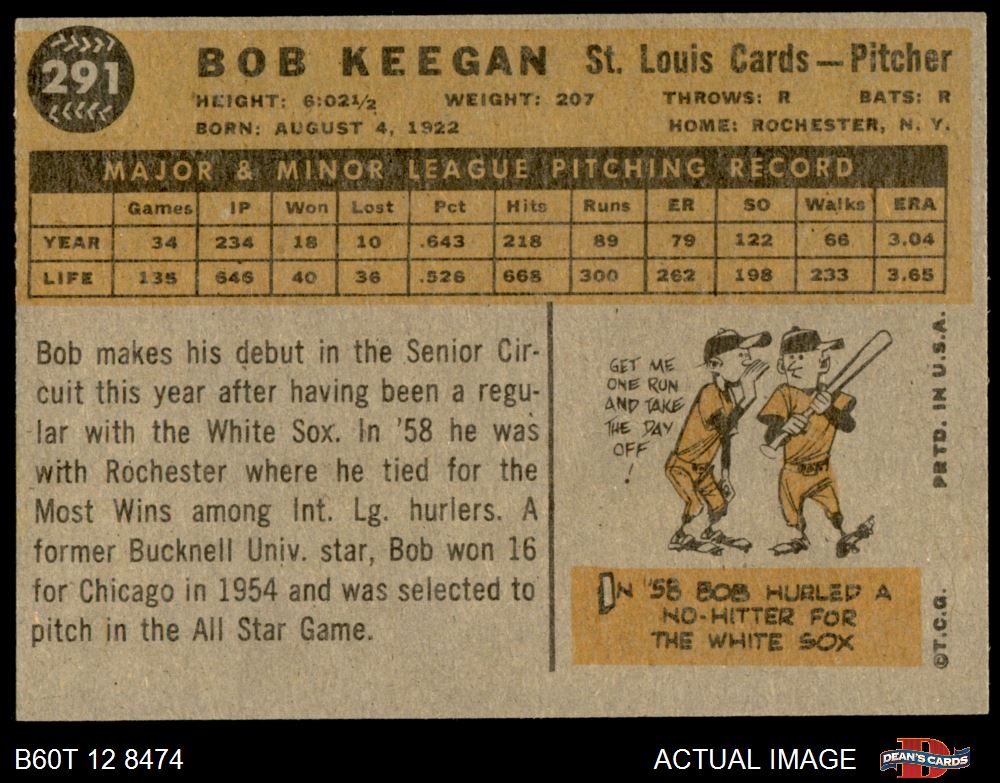 291
BOB KEEGAN St. Louis Cards — Pitcher
HEIGHT: 6:02½ WEIGHT: 207 THROWS: R BATS: R
BORN: AUGUST 4, 1922 HOME: ROCHESTER, N. Y.
MAJOR & MINOR LEAGUE PITCHING RECORD
Games IP Won Lost Pct Hits Runs ER SO Walks ERA
YEAR 34 234 18 10 .643 218 89 79 122 66 3.04
LIFE 135 646 40 36 .526 668 300 262 198 233 3.65
Bob makes his debut in the Senior Cir-
cuit this year after having been a regu-
lar with the White Sox. In '58 he was
with Rochester where he tied for the
Most Wins among Int. Lg. hurlers. A
former Bucknell Univ. star, Bob won 16
for Chicago in 1954 and was selected to
pitch in the All Star Game.
GET ME
ONE RUN
AND TAKE
THE DAY
OFF
!
IN '58 BOB HURLED A
NO-HITTER FOR
THE WHITE SOX
©T.C.G. PRTD. IN U.S.A.
B60T 12 8474 ACTUAL IMAGE DEAN'S CARDS